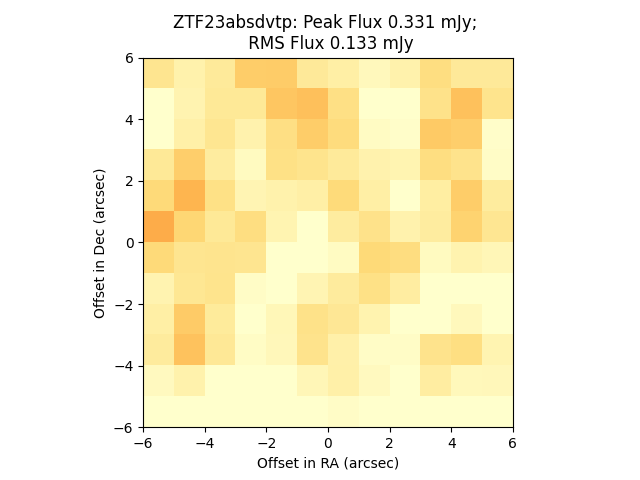 ZTF23absdvtp: Peak Flux 0.331 mJy;
RMS Flux 0.133 mJy
6
4
2
0
−2
−4
−6
Offset in Dec (arcsec)
−6 −4 −2 0 2 4 6
Offset in RA (arcsec)